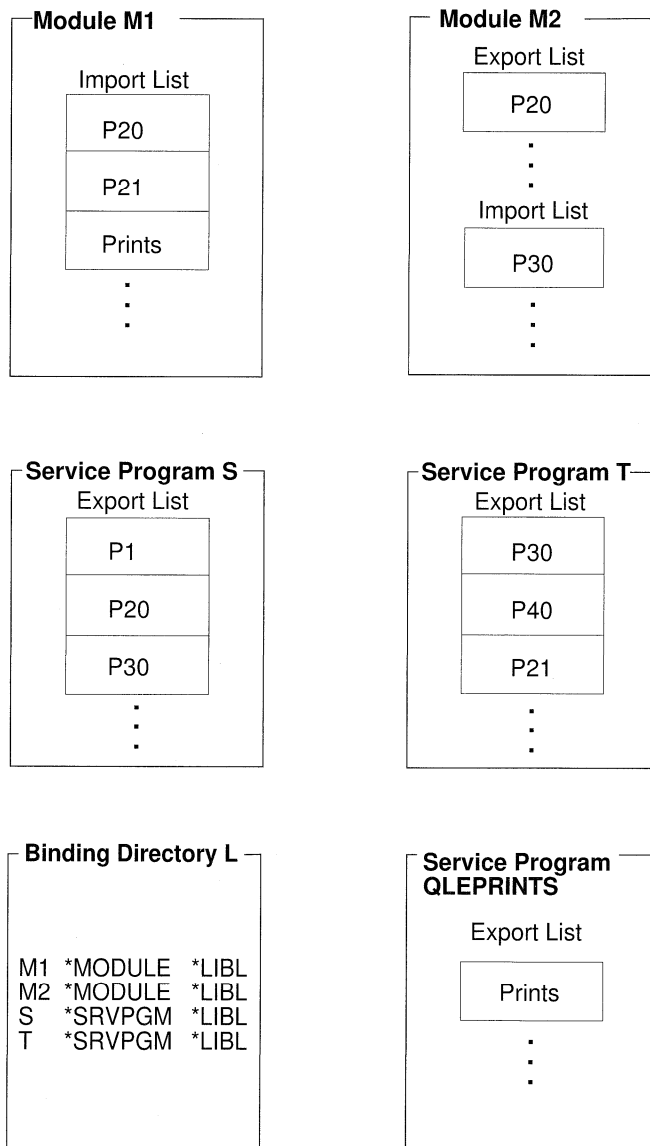 Module M1
Import List
P20
P21
Prints
Module M2
Export List
P20
Import List
P30
Service Program S
Export List
P1
P20
P30
Service Program T
Export List
P30
P40
P21
Binding Directory L
M1 *MODULE *LIBL
M2 *MODULE *LIBL
S *SRVPGM *LIBL
T *SRVPGM *LIBL
Service Program
QLEPRINTS
Export List
Prints